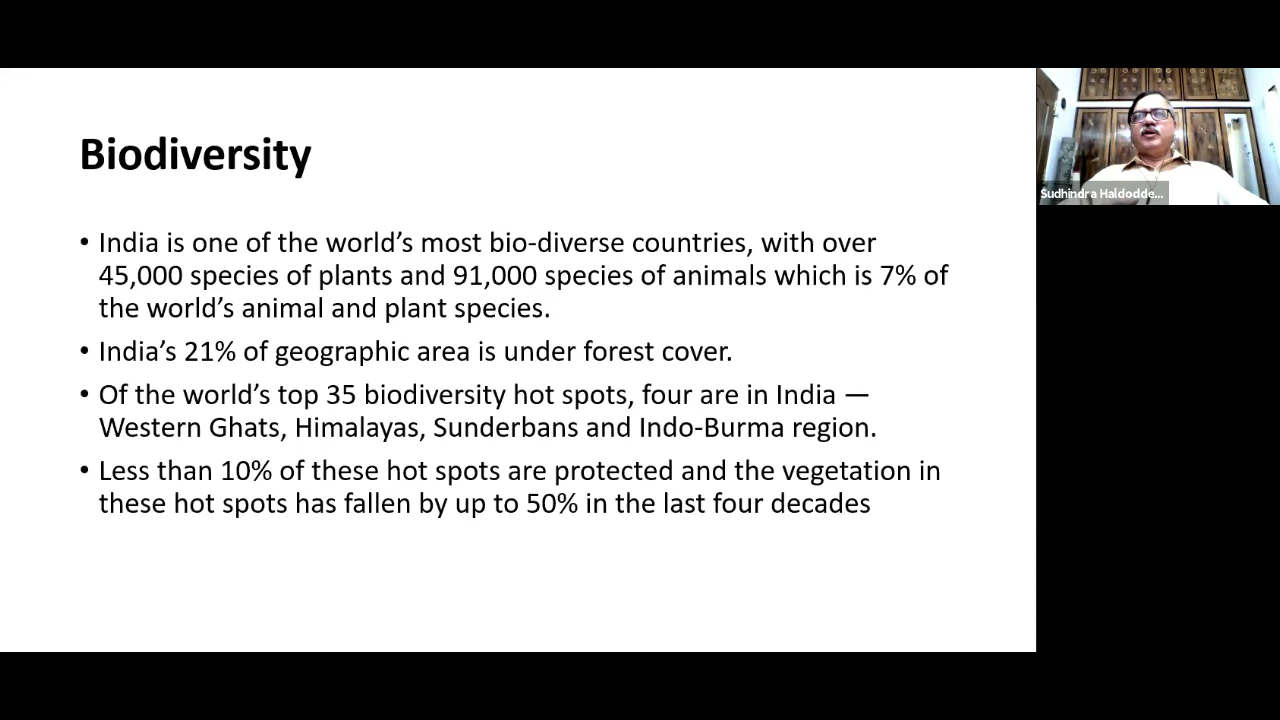 Biodiversity
• India is one of the world’s most bio-diverse countries, with over
45,000 species of plants and 91,000 species of animals which is 7% of
the world’s animal and plant species.
• India’s 21% of geographic area is under forest cover.
• Of the world’s top 35 biodiversity hot spots, four are in India —
Western Ghats, Himalayas, Sunderbans and Indo-Burma region.
• Less than 10% of these hot spots are protected and the vegetation in
these hot spots has fallen by up to 50% in the last four decades
Sudhindra Haldodde...